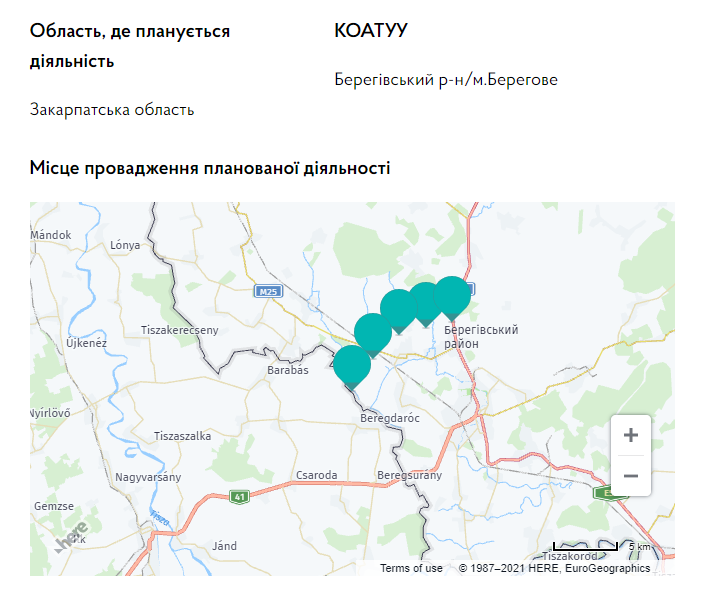 Область, де планується
діяльність
Закарпатська область
КОАТУУ
Берегівський р-н/м.Берегове
Місце провадження планованої діяльності
Mándok
Lónya
M25
Tiszakerecseny
Újkenéz
Берегівський
район
Barabás
Beregdaróc
Nyírlövő
Tiszaszalka
Nagyvarsány
Csaroda
Beregsurány
41
Gemzse
Tisza
here
Jánd
Tiszakoród
5 km
+
−
Terms of use
© 1987–2021 HERE, EuroGeographics